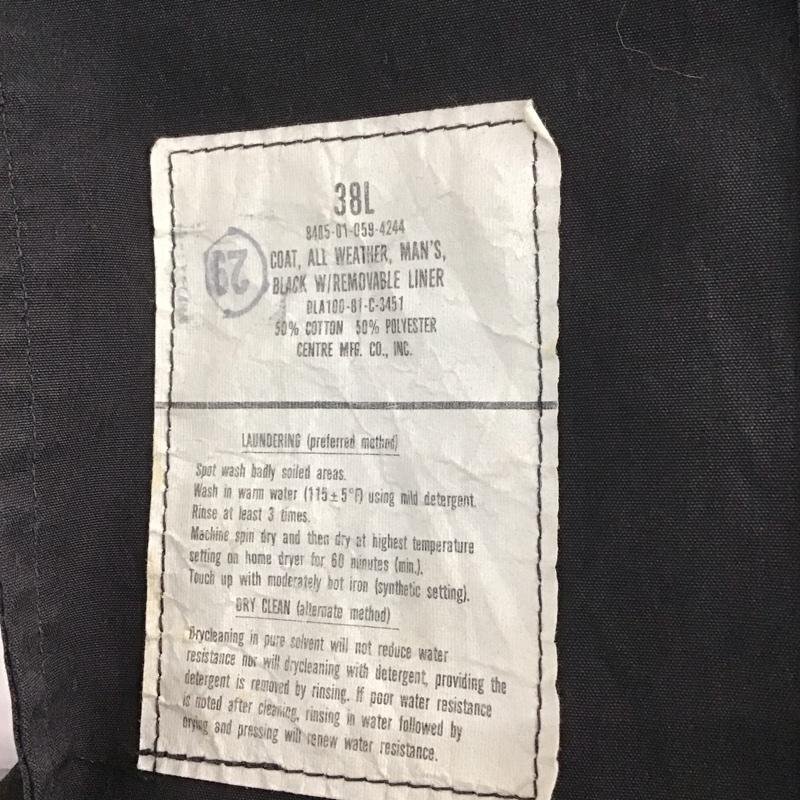 38L
8405-01-059-4244
COAT, ALL WEATHER, MAN'S,
BLACK W/REMOVABLE LINER
DLA100-81-C-3451
50% COTTON 50% POLYESTER
CENTRE MFG. CO., INC.
29
LAUNDERING (preferred method)
Spot wash badly soiled areas.
Wash in warm water (115±5°F) using mild detergent.
Rinse at least 3 times.
Machine spin dry and then dry at highest temperature
setting on home dryer for 60 minutes (min.).
Touch up with moderately hot iron (synthetic setting).
DRY CLEAN (alternate method)
Drycleaning in pure solvent will not reduce water
resistance nor will drycleaning with detergent, providing the
detergent is removed by rinsing. If poor water resistance
is noted after cleaning, rinsing in water followed by
drying and pressing will renew water resistance.